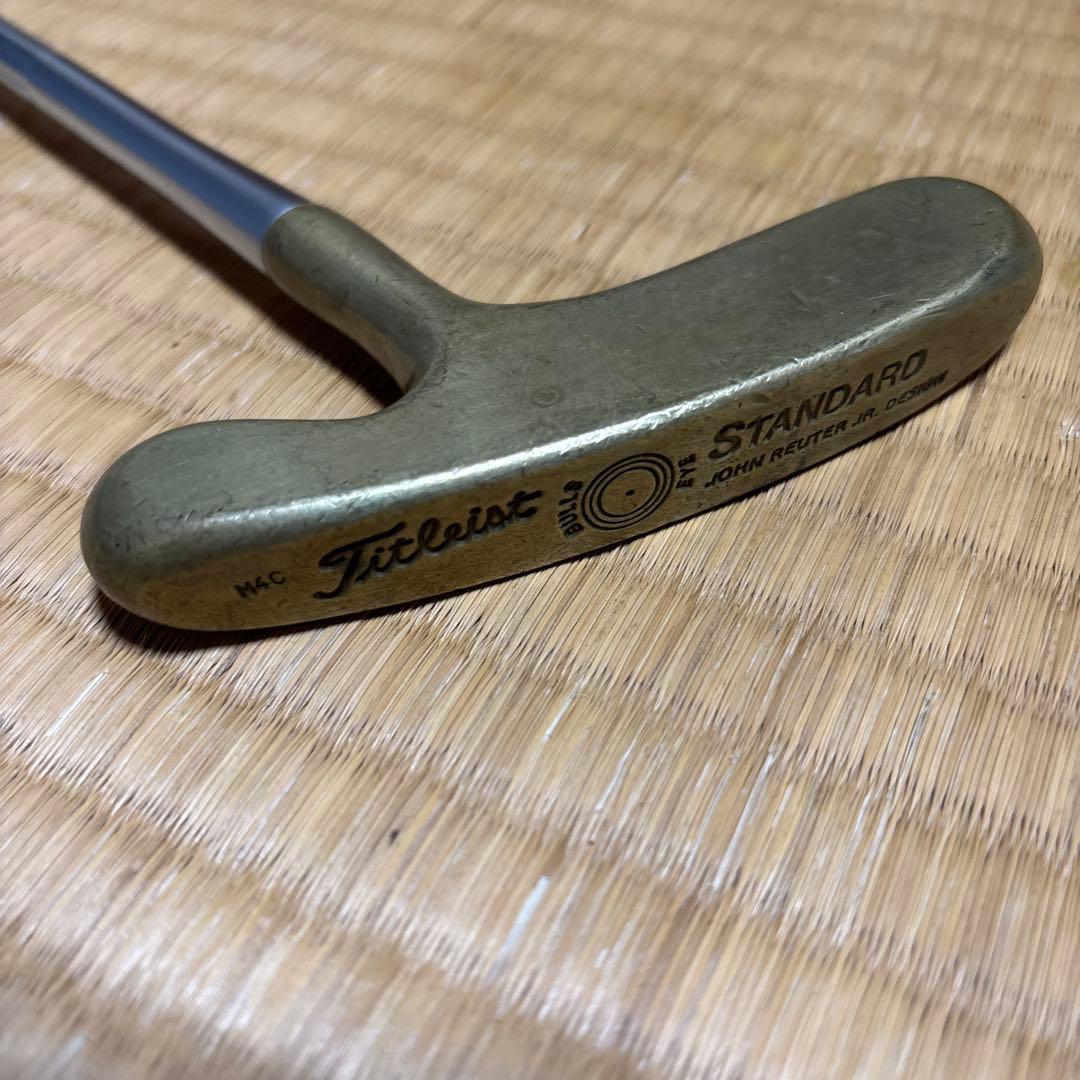 M4C
Titleist
BULLS
EYE
STANDARD
JOHN REUTER JR. DESIGN